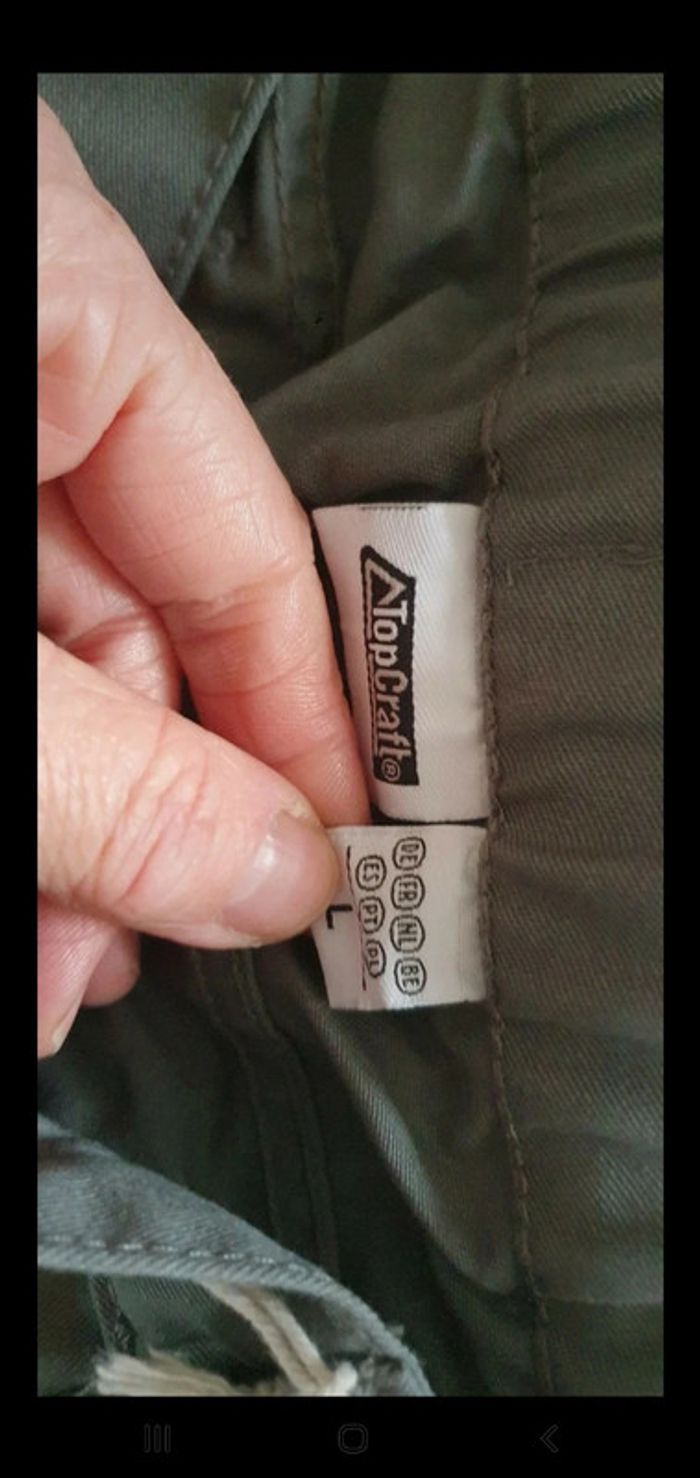 TopCraft®
DE FR NL BE
ES PT PL
L